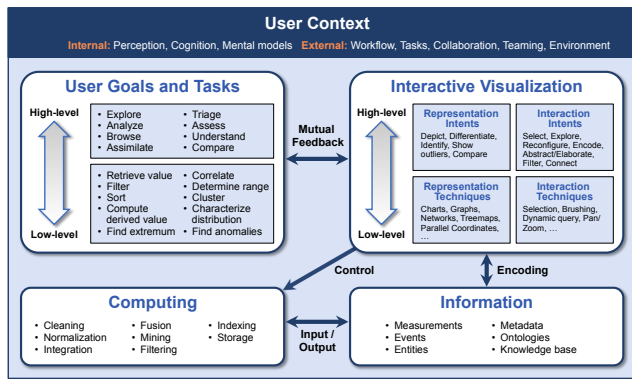 User Context
Internal: Perception, Cognition, Mental models External: Workflow, Tasks, Collaboration, Teaming, Environment
User Goals and Tasks
High-level
• Explore
• Analyze
• Browse
• Assimilate
• Triage
• Assess
• Understand
• Compare
• Retrieve value
• Filter
• Sort
• Compute
derived value
• Find extremum
• Correlate
• Determine range
• Cluster
• Characterize
distribution
• Find anomalies
Low-level
Mutual
Feedback
Interactive Visualization
High-level
Representation
Intents
Depict, Differentiate,
Identify, Show
outliers, Compare
Interaction
Intents
Select, Explore,
Reconfigure, Encode,
Abstract/Elaborate,
Filter, Connect
Representation
Techniques
Charts, Graphs,
Networks, Treemaps,
Parallel Coordinates,
…
Interaction
Techniques
Selection, Brushing,
Dynamic query, Pan/
Zoom, …
Low-level
Control
Encoding
Computing
• Cleaning
• Normalization
• Integration
• Fusion
• Mining
• Filtering
• Indexing
• Storage
Input /
Output
Information
• Measurements
• Events
• Entities
• Metadata
• Ontologies
• Knowledge base